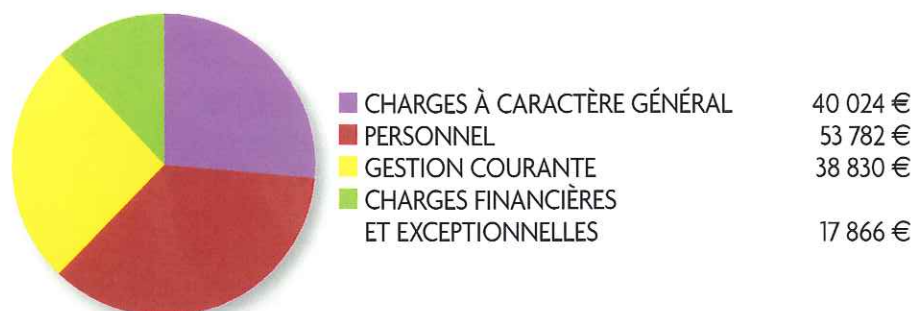 CHARGES À CARACTÈRE GÉNÉRAL 40 024 €
PERSONNEL 53 782 €
GESTION COURANTE 38 830 €
CHARGES FINANCIÈRES
ET EXCEPTIONNELLES 17 866 €